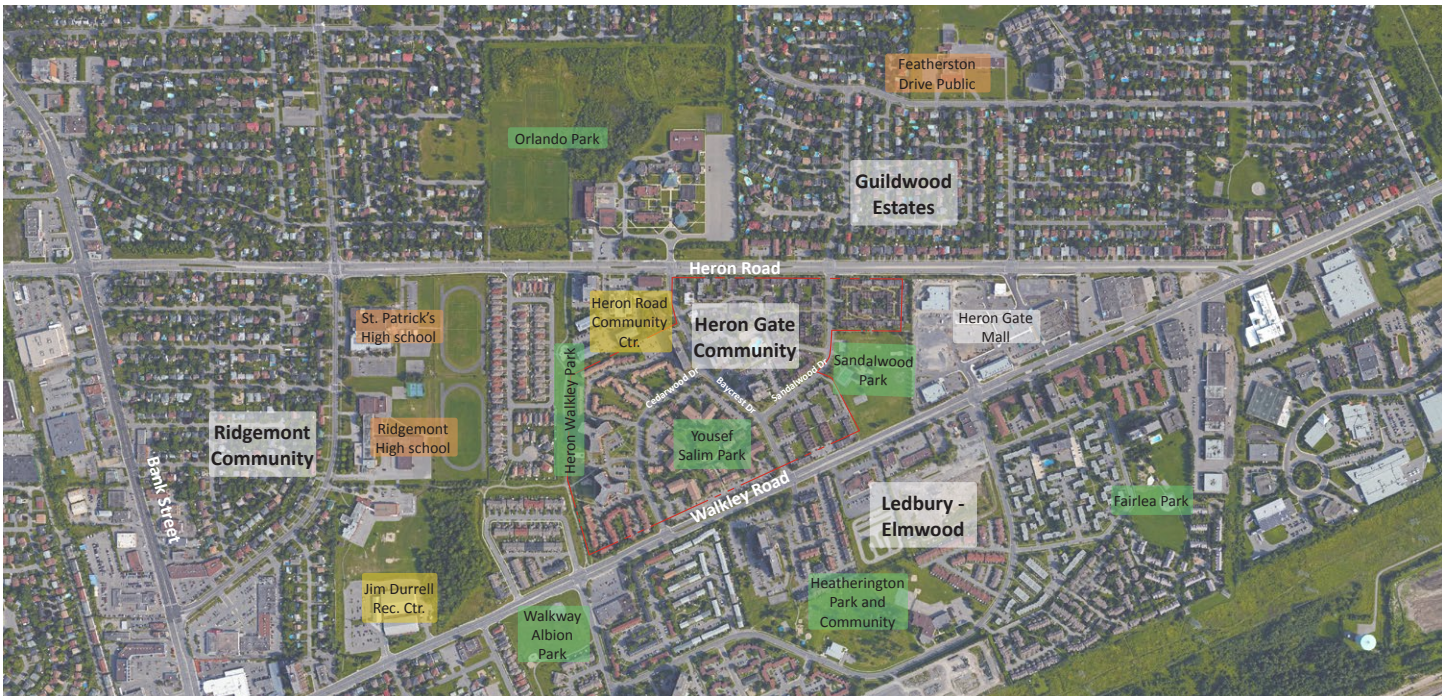 Featherston
Drive Public
Orlando Park
Guildwood
Estates
Heron Road
Heron Road
Community
Ctr.
St. Patrick's
High school
Heron Gate
Community
Heron Gate
Mall
Heron Walkley Park
Cedarwood Dr
Baycrest Dr
Sandalwood Dr
Sandalwood
Park
Ridgemont
Community
Ridgemont
High school
Yousef
Salim Park
Bank Street
Walkley Road
Ledbury -
Elmwood
Fairlea Park
Jim Durrell
Rec. Ctr.
Heatherington
Park and
Community
Walkway
Albion
Park